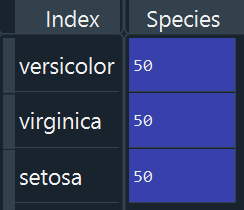 Index Species
versicolor 50
virginica 50
setosa 50